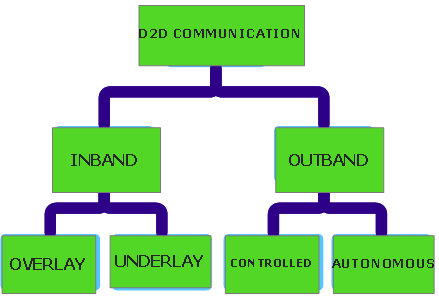 D2D COMMUNICATION
INBAND
OUTBAND
OVERLAY
UNDERLAY
CONTROLLED
AUTONOMOUS